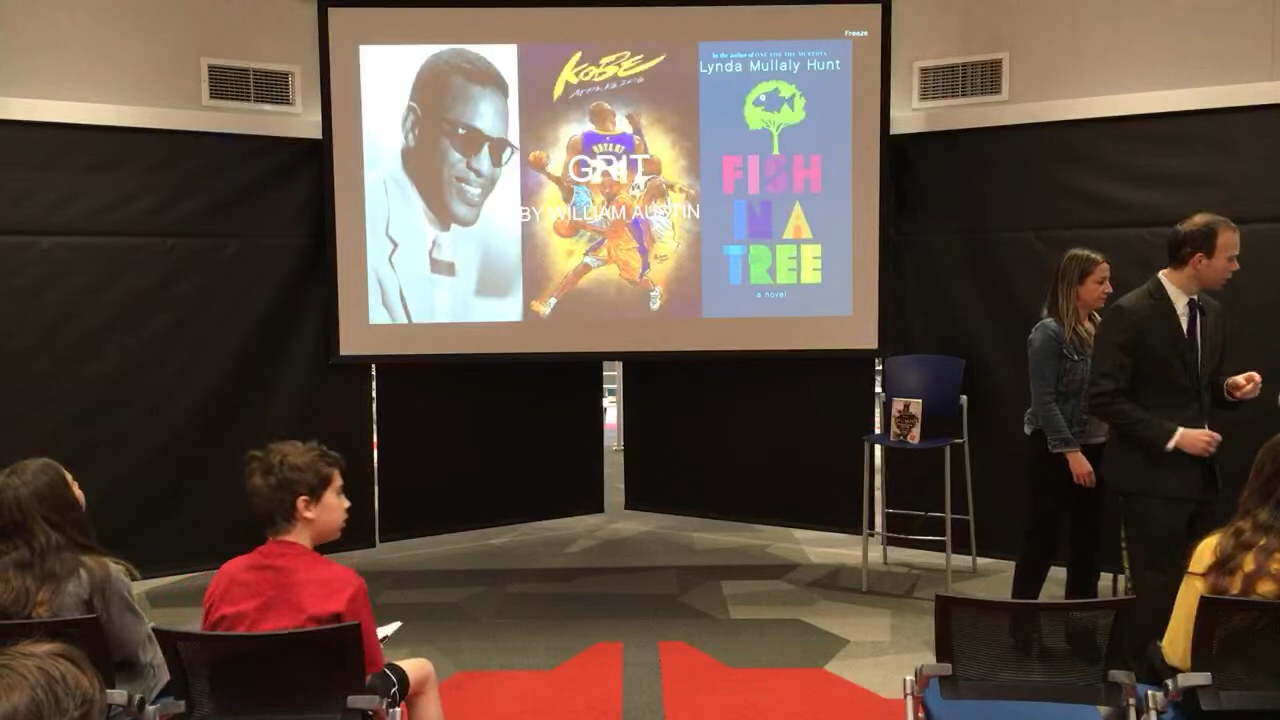 Freeze
KOBE
BRYANT
GRIT
BY WILLIAM AUSTIN
by the author of ONE FOR THE MURPHYS
Lynda Mullaly Hunt
FISH
IN A
TREE
a novel